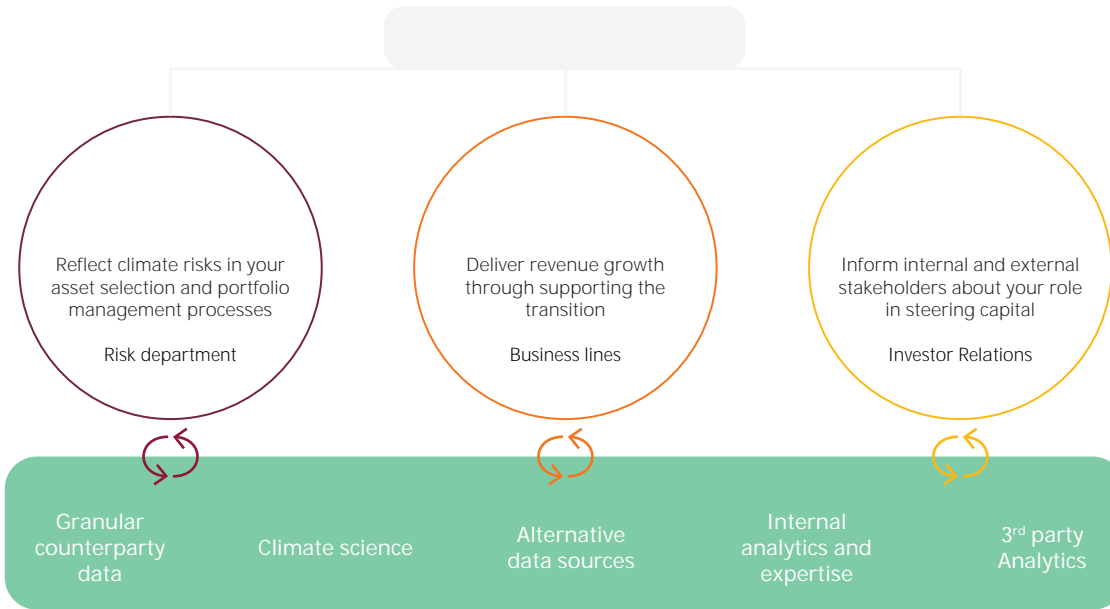 Reflect climate risks in your
asset selection and portfolio
management processes
Risk department
Deliver revenue growth
through supporting the
transition
Business lines
Inform internal and external
stakeholders about your role
in steering capital
Investor Relations
Granular
counterparty
data
Climate science
Alternative
data sources
Internal
analytics and
expertise
3rd party
Analytics